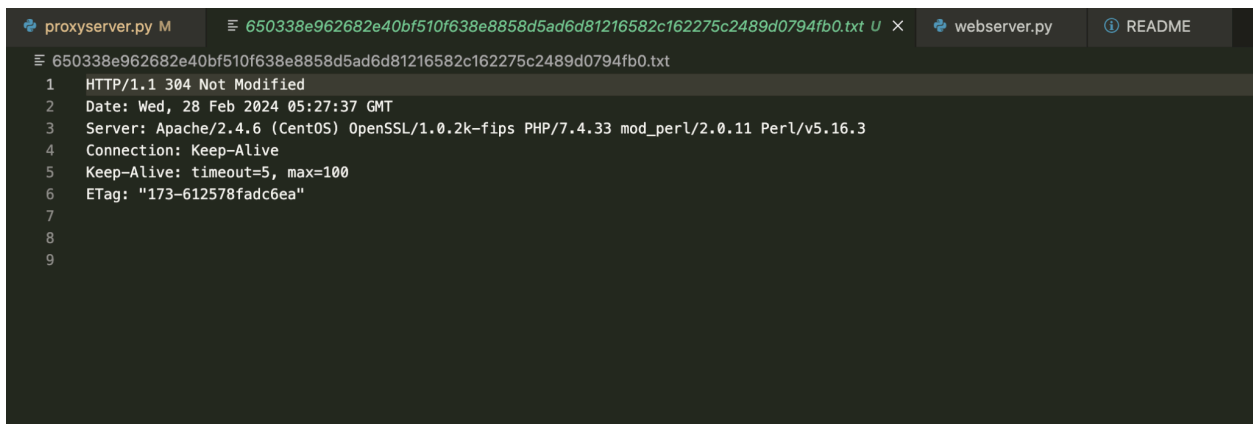 proxyserver.py M 650338e962682e40bf510f638e8858d5ad6d81216582c162275c2489d0794fb0.txt U webserver.py README
650338e962682e40bf510f638e8858d5ad6d81216582c162275c2489d0794fb0.txt
1 HTTP/1.1 304 Not Modified
2 Date: Wed, 28 Feb 2024 05:27:37 GMT
3 Server: Apache/2.4.6 (CentOS) OpenSSL/1.0.2k-fips PHP/7.4.33 mod_perl/2.0.11 Perl/v5.16.3
4 Connection: Keep-Alive
5 Keep-Alive: timeout=5, max=100
6 ETag: "173-612578fadc6ea"
7
8
9